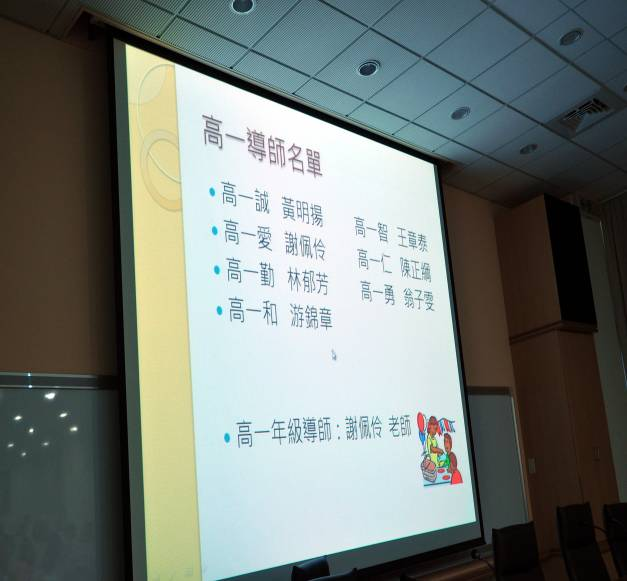 高一導師名單
高一誠 黃明揚
高一愛 謝佩伶
高一勤 林郁芳
高一和 游錦章
高一智 王章泰
高一仁 陳正綱
高一勇 翁子雯
高一年級導師：謝佩伶 老師